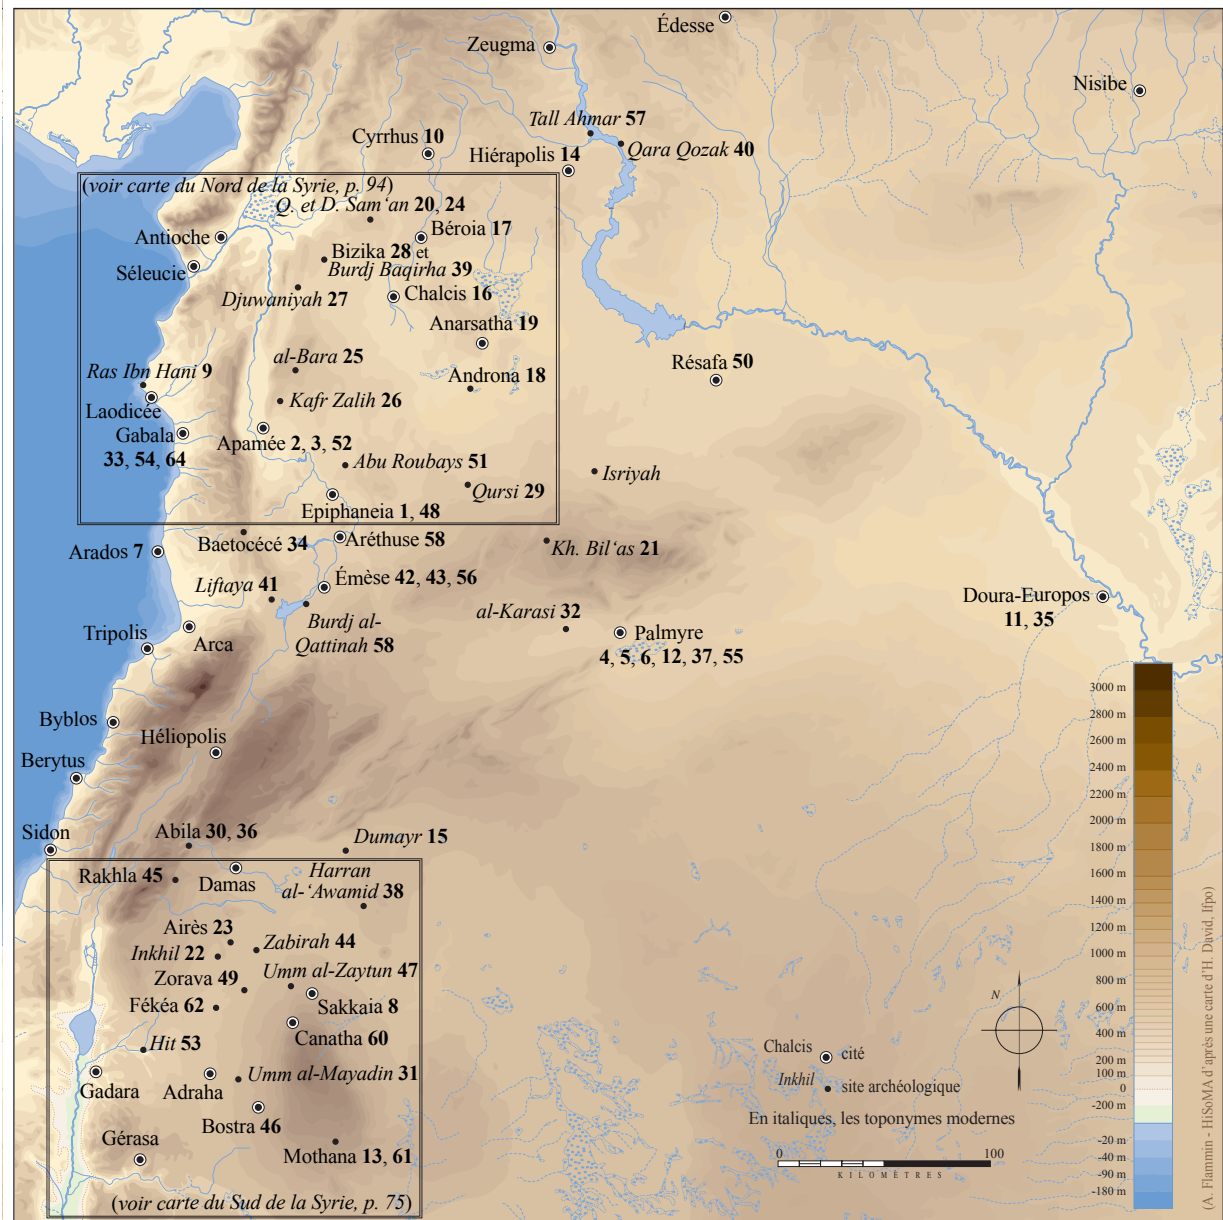 Édesse
Zeugma
Nisibe
Tall Ahmar 57
Cyrrhus 10
Qara Qozak 40
Hiérapolis 14
(voir carte du Nord de la Syrie, p. 94)
Q. et D. Sam‘an 20, 24
Antioche
Béroia 17
Bizika 28 et
Burdj Baqirha 39
Séleucie
Djuwaniyah 27
Chalcis 16
Anarsatha 19
al-Bara 25
Résafa 50
Ras Ibn Hani 9
Androna 18
Kafr Zalih 26
Laodicée
Gabala
33, 54, 64
Apamée 2, 3, 52
Abu Roubays 51
Isriyah
Qursi 29
Epiphaneia 1, 48
Aréthuse 58
Baetocécé 34
Arados 7
Kh. Bil‘as 21
Émèse 42, 43, 56
Liftaya 41
Doura-Europos
11, 35
al-Karasi 32
Burdj al-
Qattinah 58
Tripolis
Arca
Palmyre
4, 5, 6, 12, 37, 55
Byblos
Héliopolis
Berytus
Sidon
Abila 30, 36
Dumayr 15
Rakhla 45
Damas
Harran
al-‘Awamid 38
Airès 23
Inkhil 22
Zabirah 44
Zorava 49
Umm al-Zaytun 47
Fékéa 62
Sakkaia 8
Canatha 60
Hit 53
Umm al-Mayadin 31
Gadara
Adraha
Bostra 46
Gérasa
Mothana 13, 61
(voir carte du Sud de la Syrie, p. 75)
3000 m
2800 m
2600 m
2400 m
2200 m
2000 m
1800 m
1600 m
1400 m
1200 m
1000 m
800 m
600 m
400 m
200 m
100 m
0
-200 m
-20 m
-40 m
-90 m
-180 m
N
Chalcis
cité
Inkhil
site archéologique
En italiques, les toponymes modernes
0 100
KILOMÈTRES
(A. Flammin - HiSoMA d'après une carte d'H. David, Ifpo)